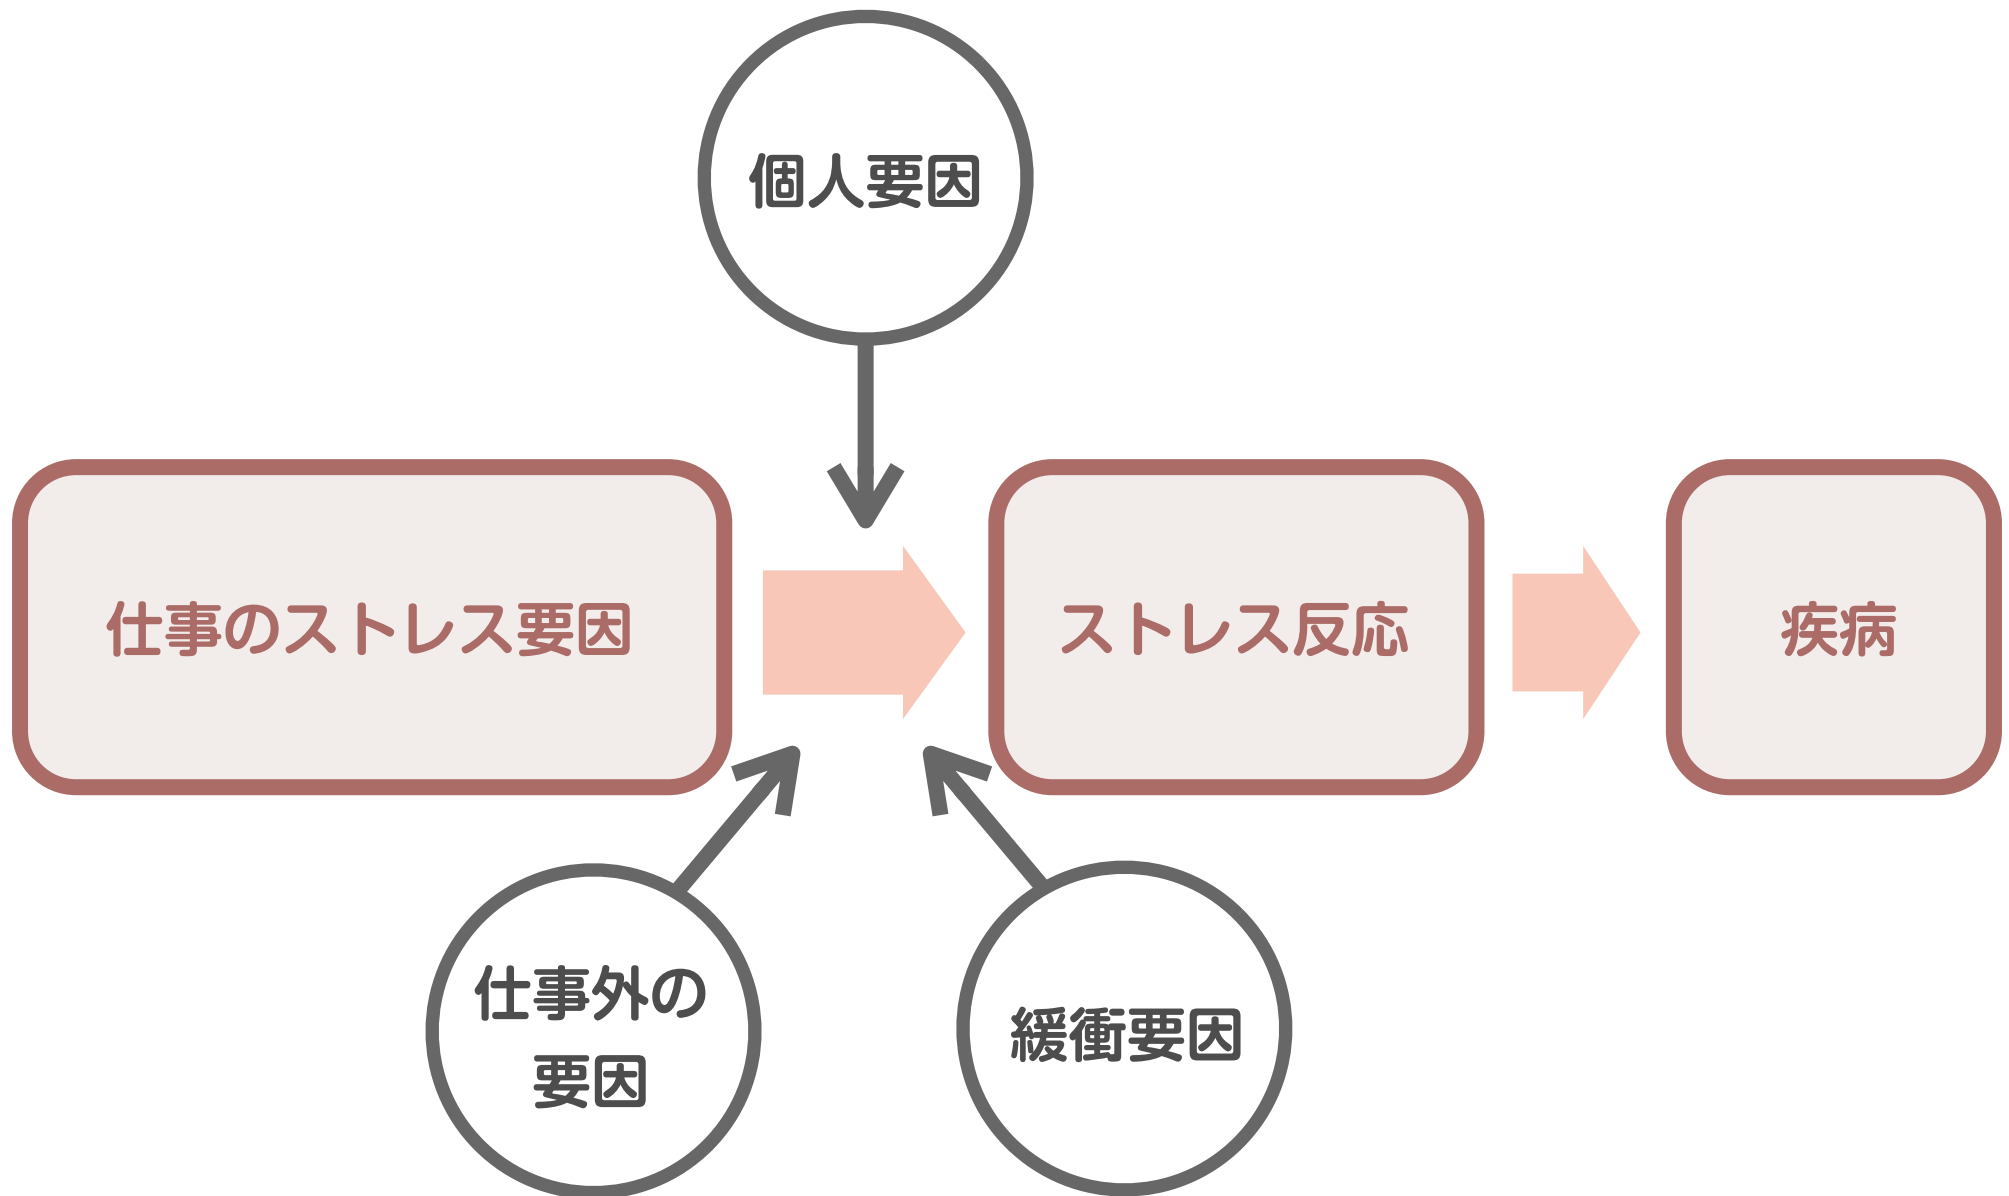 個人要因
仕事のストレス要因
ストレス反応
疾病
仕事外の
要因
緩衝要因